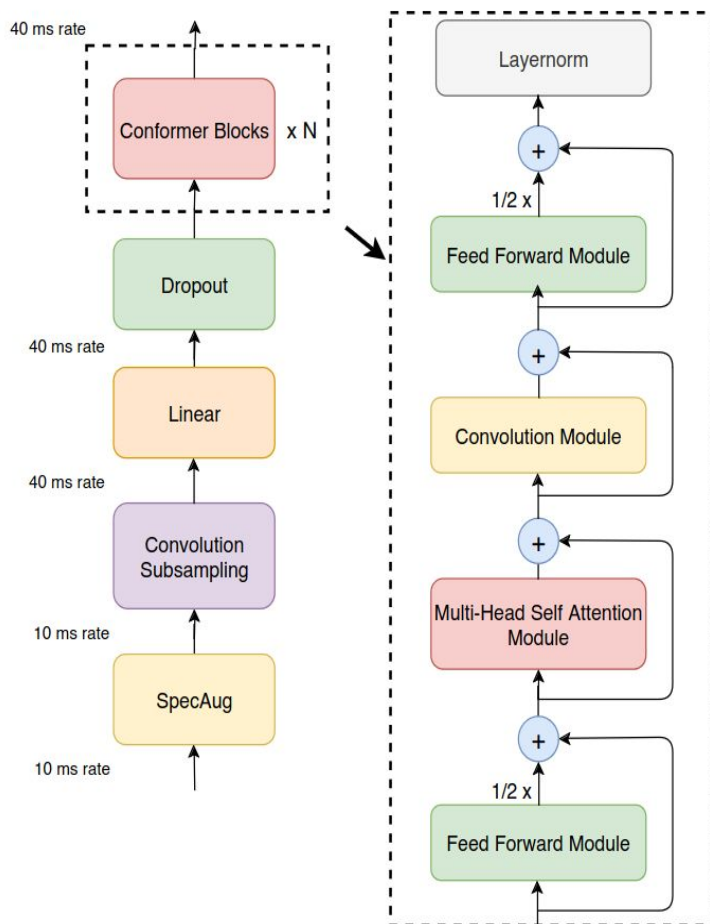 40 ms rate
Conformer Blocks
x N
Dropout
40 ms rate
Linear
40 ms rate
Convolution
Subsampling
10 ms rate
SpecAug
10 ms rate
Layernorm
+
1/2 x
Feed Forward Module
+
Convolution Module
+
Multi-Head Self Attention
Module
+
1/2 x
Feed Forward Module